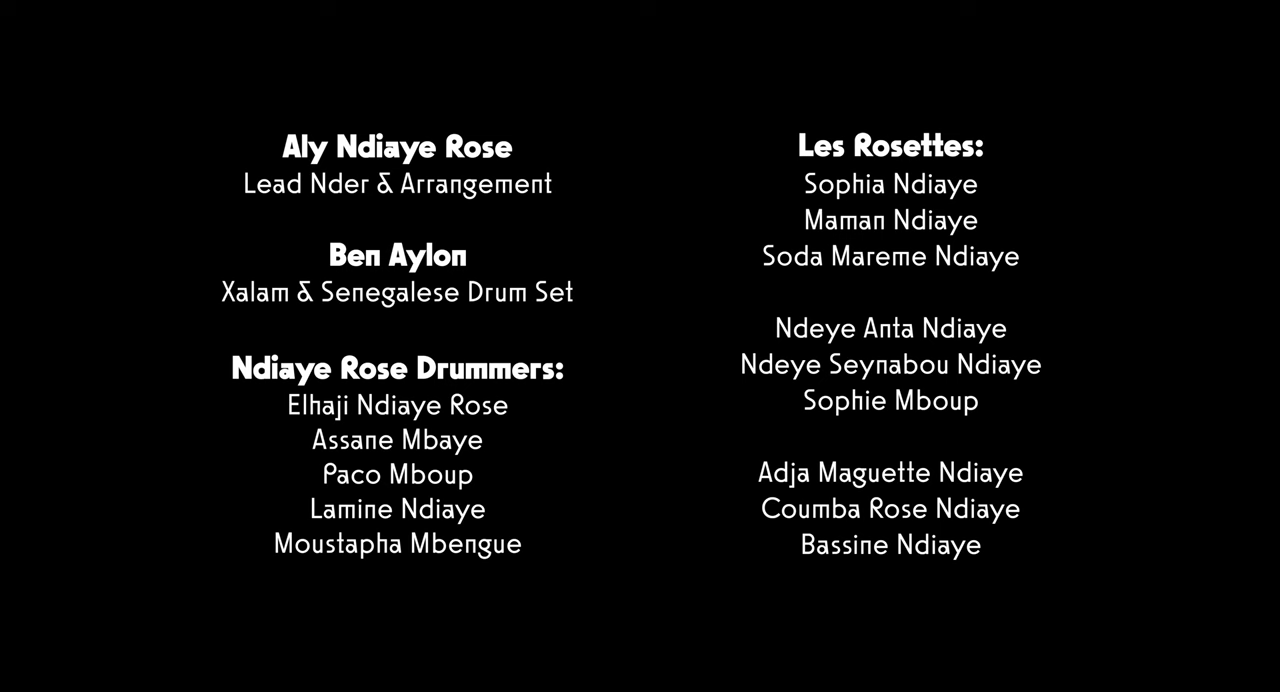 Aly Ndiaye Rose
Lead Nder & Arrangement
Ben Aylon
Xalam & Senegalese Drum Set
Ndiaye Rose Drummers:
Elhaji Ndiaye Rose
Assane Mbaye
Paco Mboup
Lamine Ndiaye
Moustapha Mbengue
Les Rosettes:
Sophia Ndiaye
Maman Ndiaye
Soda Mareme Ndiaye
Ndeye Anta Ndiaye
Ndeye Seynabou Ndiaye
Sophie Mboup
Adja Maguette Ndiaye
Coumba Rose Ndiaye
Bassine Ndiaye